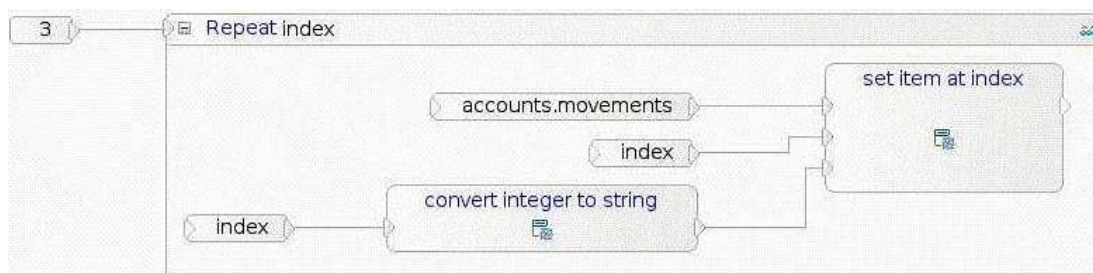 3
Repeat index
set item at index
accounts.movements
index
convert integer to string
index